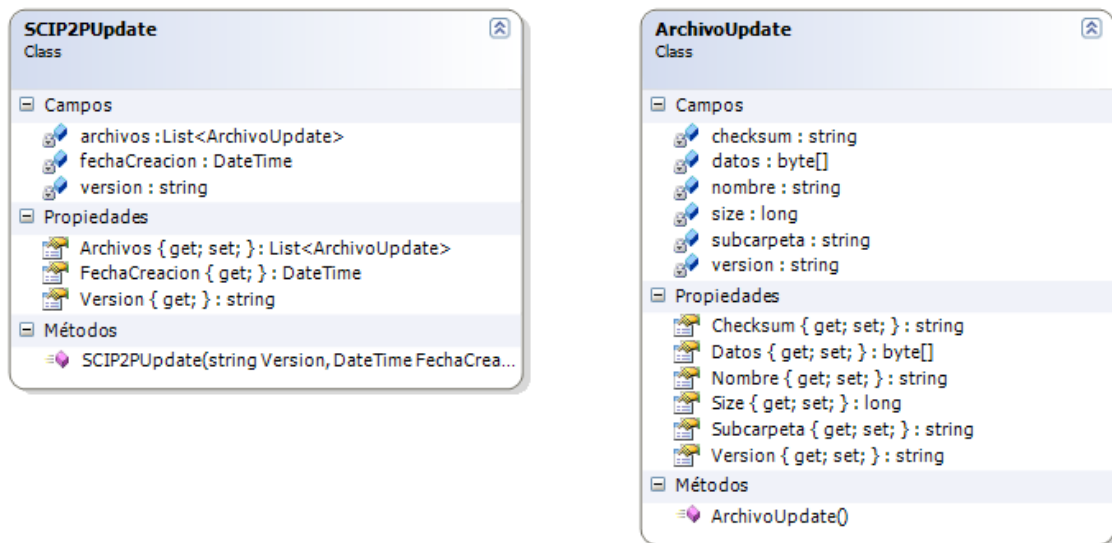 SCIP2PUpdate
Class
Campos
archivos :List<ArchivoUpdate>
fechaCreacion : DateTime
version : string
Propiedades
Archivos { get; set; } : List<ArchivoUpdate>
FechaCreacion { get; } : DateTime
Version { get; } : string
Métodos
SCIP2PUpdate(string Version, DateTime FechaCrea...
ArchivoUpdate
Class
Campos
checksum : string
datos : byte[]
nombre : string
size : long
subcarpeta : string
version : string
Propiedades
Checksum { get; set; } : string
Datos { get; set; } : byte[]
Nombre { get; set; } : string
Size { get; set; } : long
Subcarpeta { get; set; } : string
Version { get; set; } : string
Métodos
ArchivoUpdate()